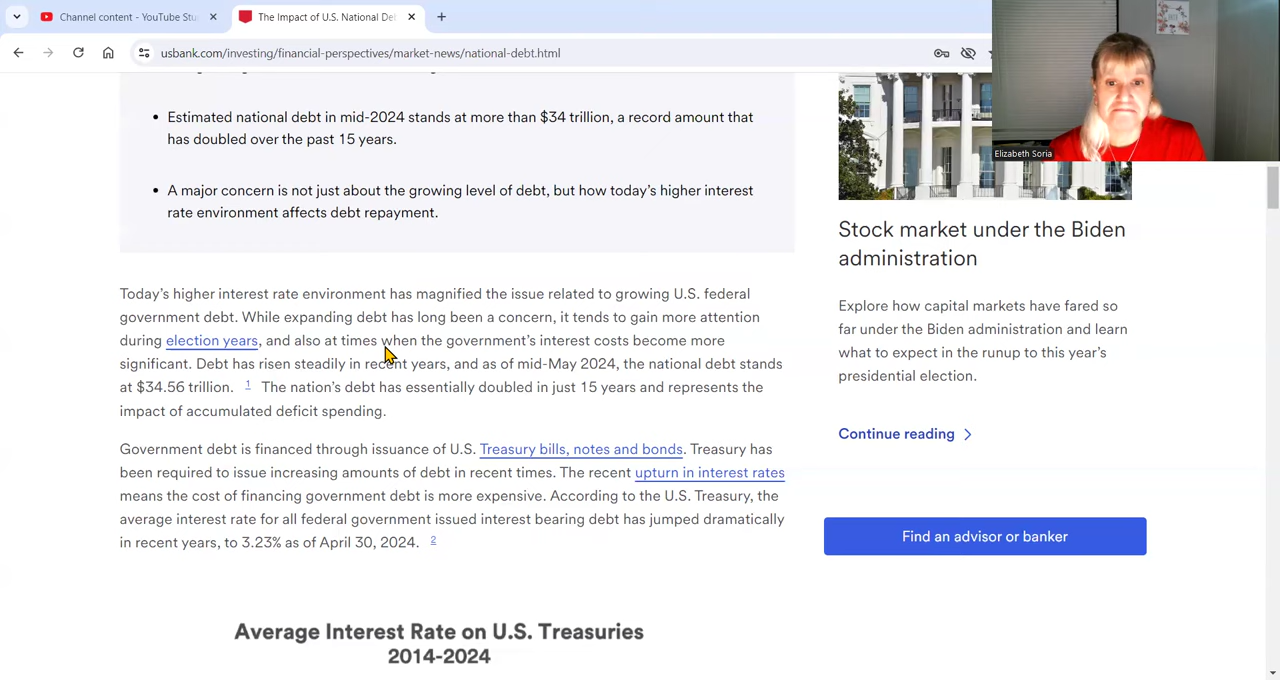 Channel content - YouTube Stu
The Impact of U.S. National De
usbank.com/investing/financial-perspectives/market-news/national-debt.html
Elizabeth Soria
• Estimated national debt in mid-2024 stands at more than $34 trillion, a record amount that
has doubled over the past 15 years.
• A major concern is not just about the growing level of debt, but how today's higher interest
rate environment affects debt repayment.
Today's higher interest rate environment has magnified the issue related to growing U.S. federal
government debt. While expanding debt has long been a concern, it tends to gain more attention
during election years, and also at times when the government's interest costs become more
significant. Debt has risen steadily in recent years, and as of mid-May 2024, the national debt stands
at $34.56 trillion. 1 The nation's debt has essentially doubled in just 15 years and represents the
impact of accumulated deficit spending.
Government debt is financed through issuance of U.S. Treasury bills, notes and bonds. Treasury has
been required to issue increasing amounts of debt in recent times. The recent upturn in interest rates
means the cost of financing government debt is more expensive. According to the U.S. Treasury, the
average interest rate for all federal government issued interest bearing debt has jumped dramatically
in recent years, to 3.23% as of April 30, 2024. 2
Average Interest Rate on U.S. Treasuries
2014-2024
Stock market under the Biden
administration
Explore how capital markets have fared so
far under the Biden administration and learn
what to expect in the runup to this year's
presidential election.
Continue reading
Find an advisor or banker